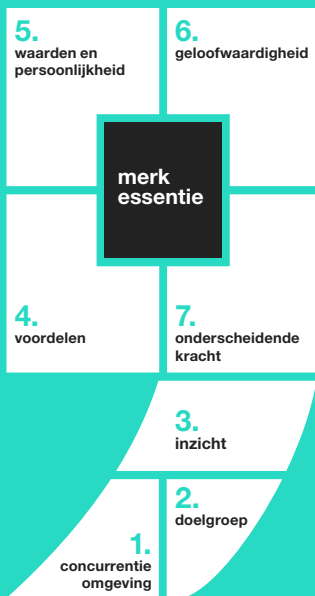 5.
waarden en
persoonlijkheid
6.
geloofwaardigheid
merk
essentie
4.
voordelen
7.
onderscheidende
kracht
3.
inzicht
2.
doelgroep
1.
concurrentie
omgeving